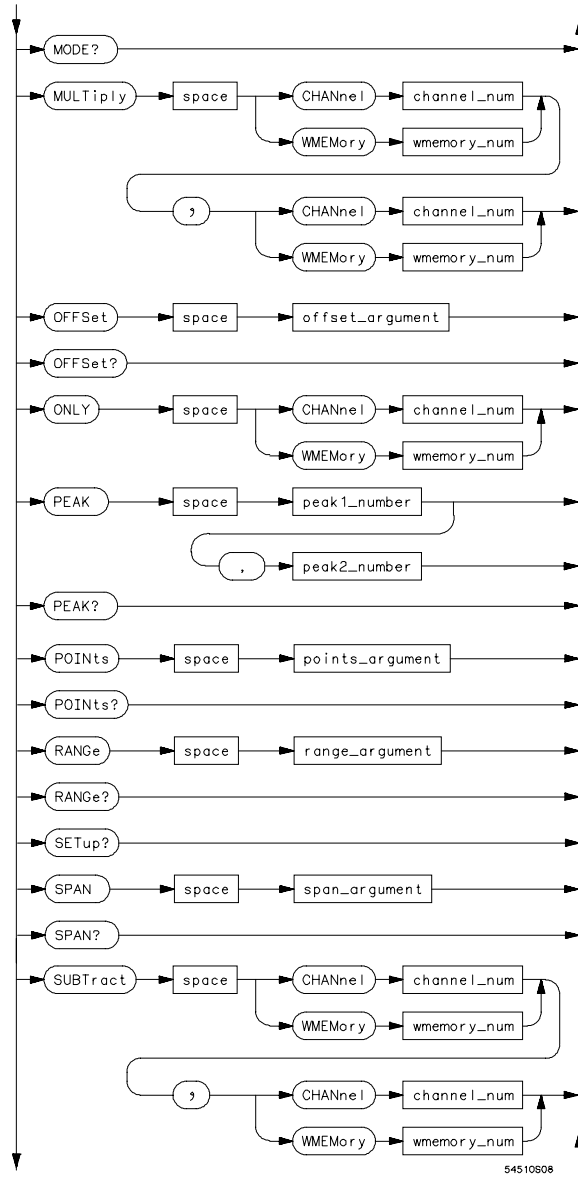 MODE?
MULTiply space CHANnel channel_num
WMEMory wmemory_num
, CHANnel channel_num
WMEMory wmemory_num
OFFSet space offset_argument
OFFSet?
ONLY space CHANnel channel_num
WMEMory wmemory_num
PEAK space peak1_number
, peak2_number
PEAK?
POINts space points_argument
POINts?
RANGe space range_argument
RANGe?
SETup?
SPAN space span_argument
SPAN?
SUBTract space CHANnel channel_num
WMEMory wmemory_num
, CHANnel channel_num
WMEMory wmemory_num
54510S08